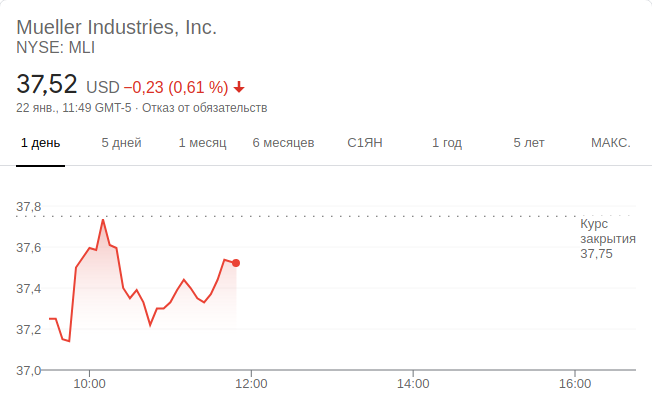 Mueller Industries, Inc.
NYSE: MLI
37,52 USD −0,23 (0,61 %)
22 янв., 11:49 GMT-5 · Отказ от обязательств
1 день 5 дней 1 месяц 6 месяцев С1ЯН 1 год 5 лет МАКС.
37,8
Курс
закрытия
37,75
37,6
37,4
37,2
37,0
10:00 12:00 14:00 16:00